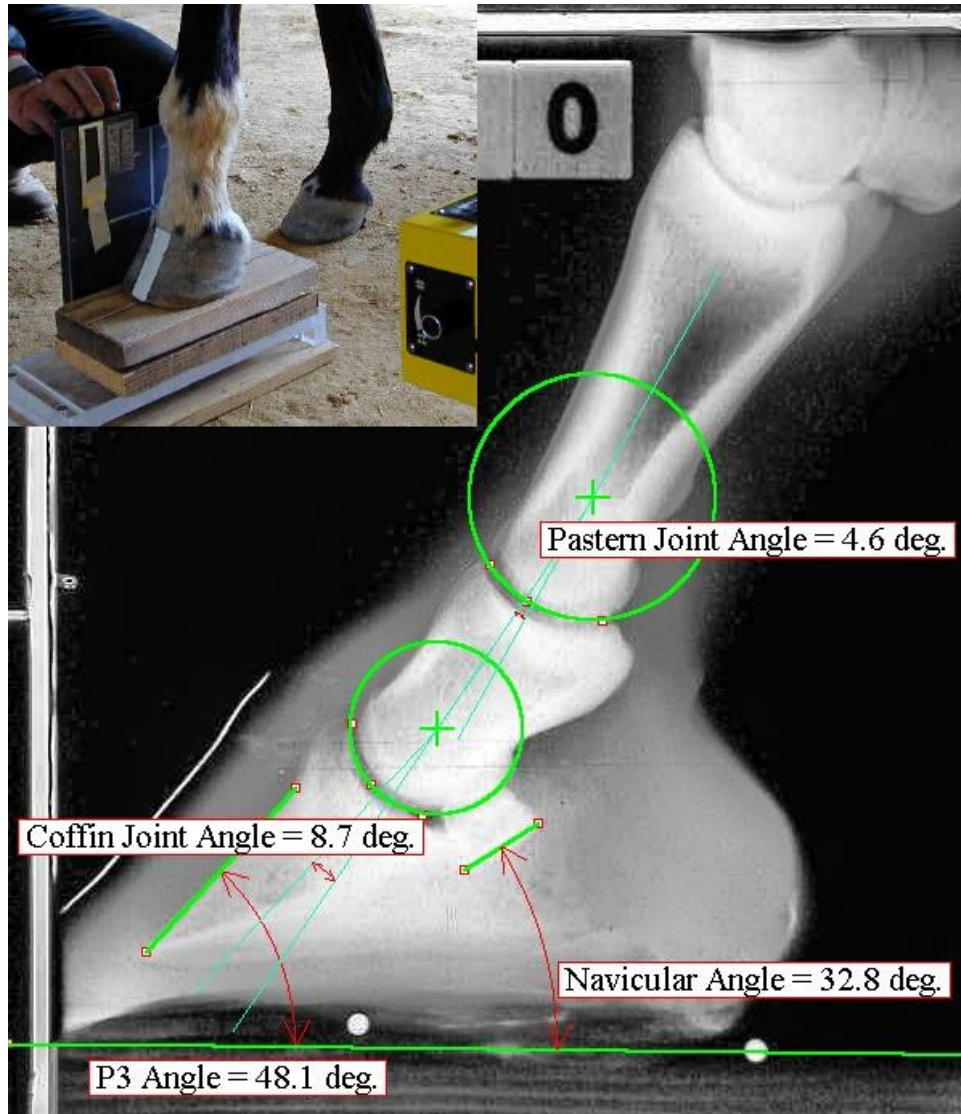 0
Pastern Joint Angle = 4.6 deg.
Coffin Joint Angle = 8.7 deg.
Navicular Angle = 32.8 deg.
P3 Angle = 48.1 deg.